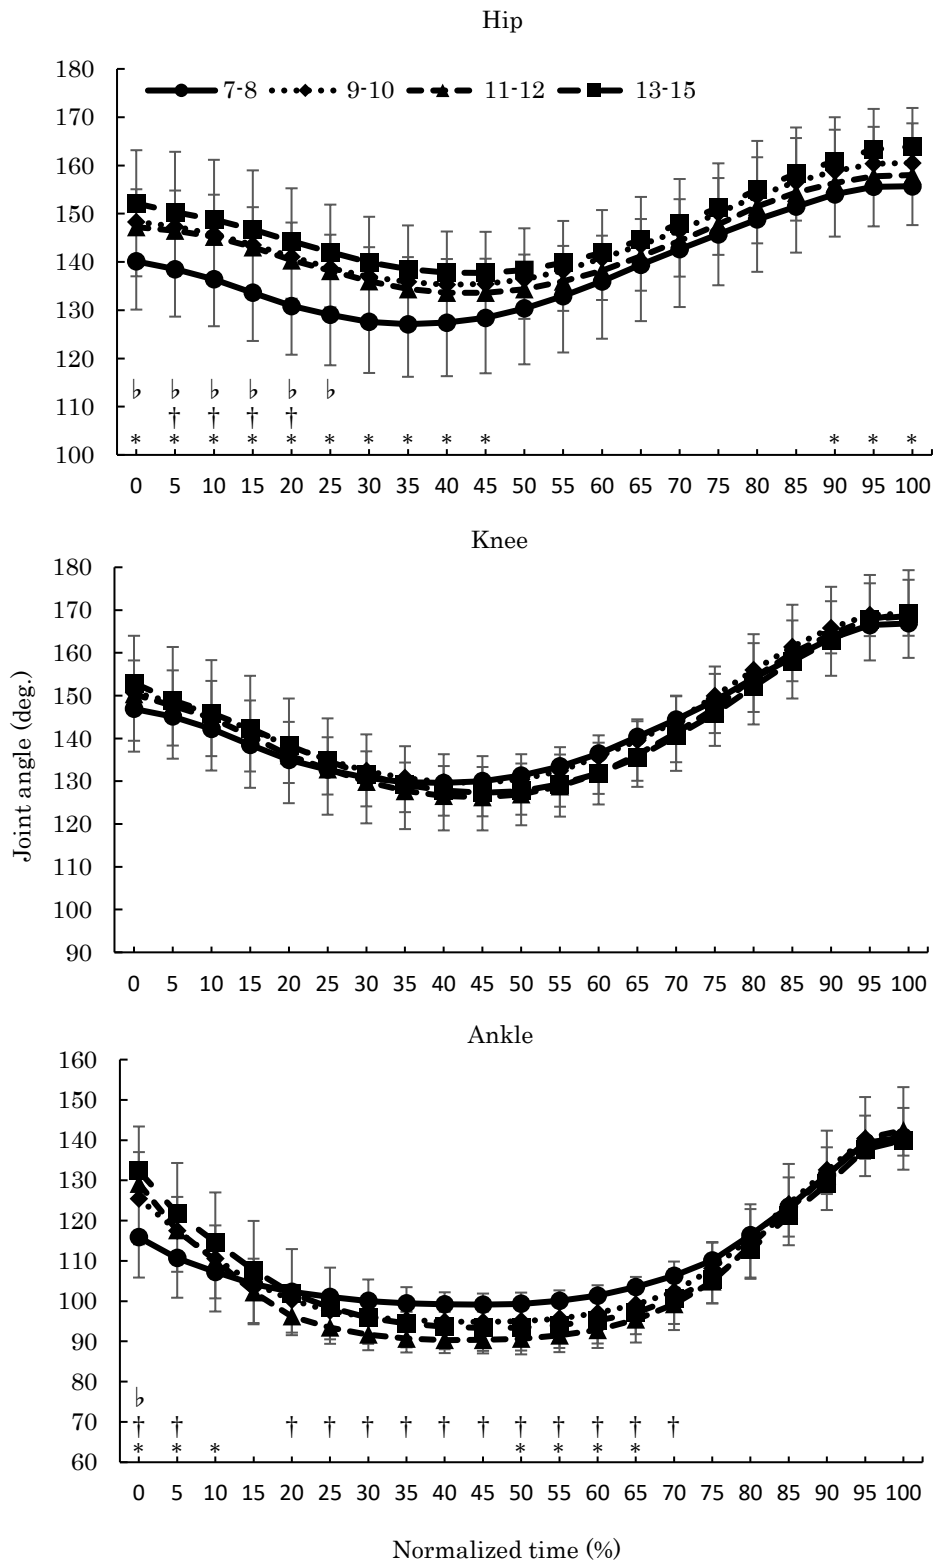 Hip
180
7-8 9-10 11-12 13-15
170
160
150
140
130
120
♭ ♭ ♭ ♭ ♭ ♭
110
† † † †
* * * * * * * * * * * * *
100
0 5 10 15 20 25 30 35 40 45 50 55 60 65 70 75 80 85 90 95 100
Knee
180
170
160
150
140
130
120
110
100
90
Joint angle (deg.)
0 5 10 15 20 25 30 35 40 45 50 55 60 65 70 75 80 85 90 95 100
Ankle
160
150
140
130
120
110
100
90
80
♭
70
† † † † † † † † † † † † †
* * * * * * *
60
0 5 10 15 20 25 30 35 40 45 50 55 60 65 70 75 80 85 90 95 100
Normalized time (%)